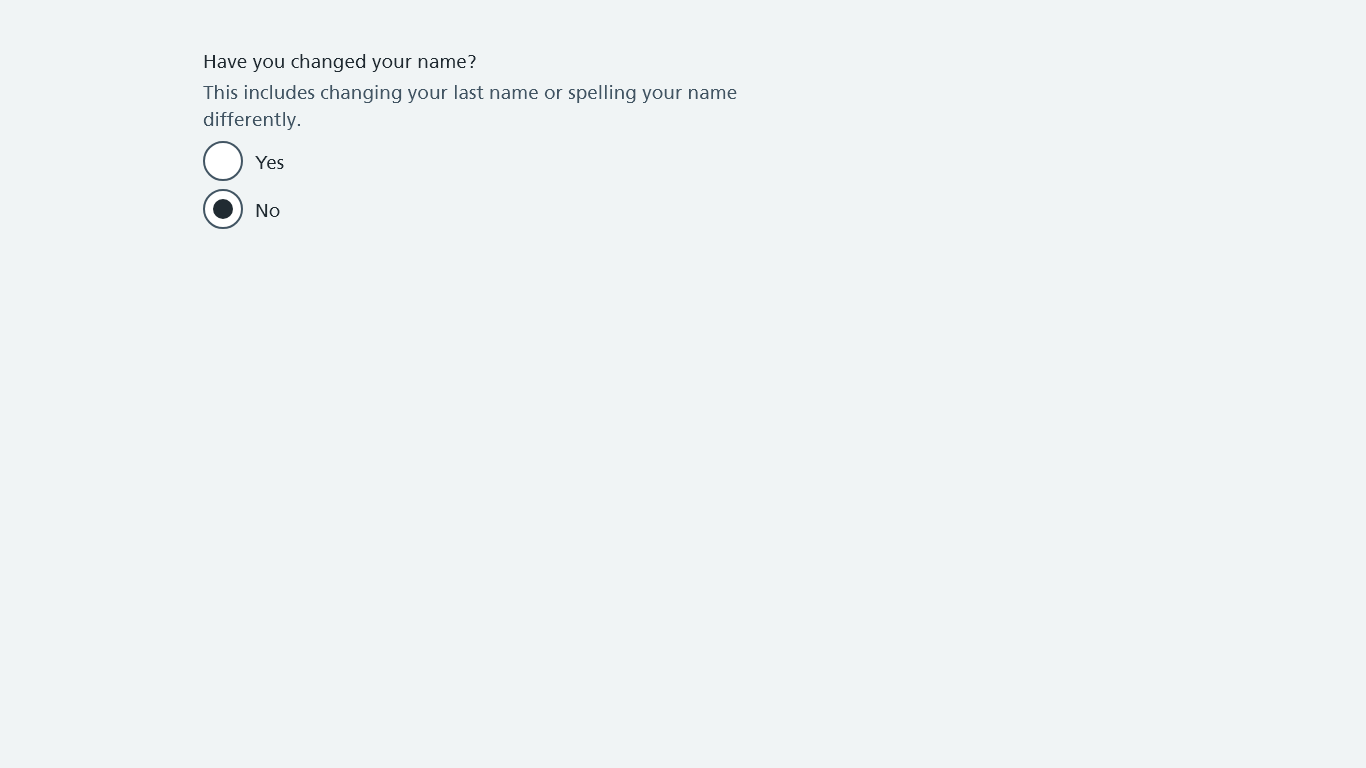 Have you changed your name?
This includes changing your last name or spelling your name
differently.
Yes
No